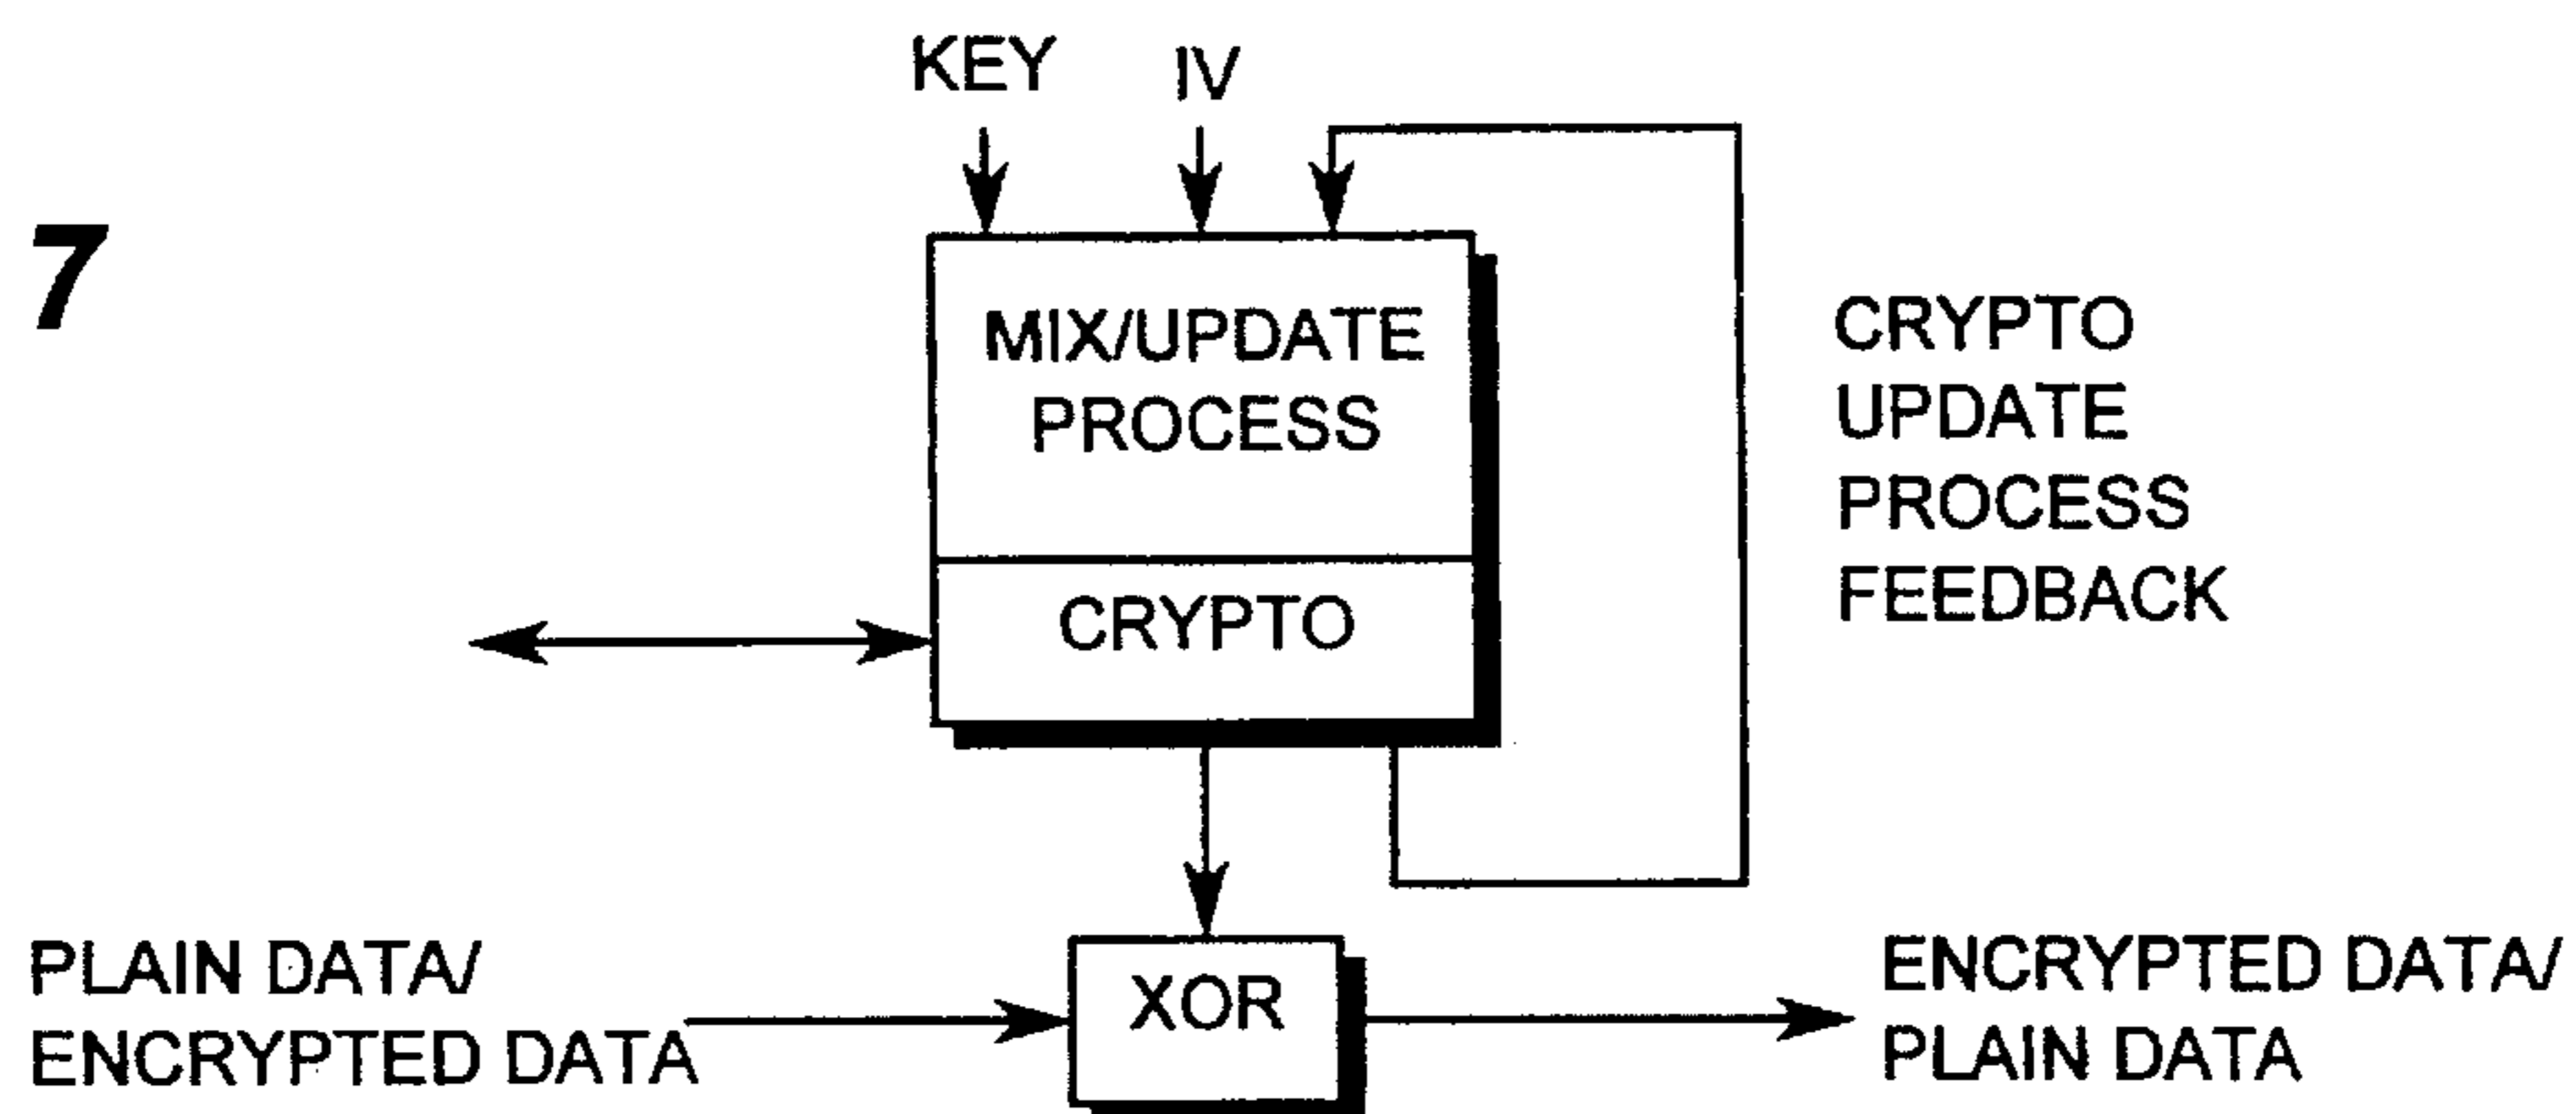 KEY
IV
7
MIX/UPDATE
PROCESS
CRYPTO
UPDATE
PROCESS
FEEDBACK
CRYPTO
PLAIN DATA/
ENCRYPTED DATA
XOR
ENCRYPTED DATA/
PLAIN DATA